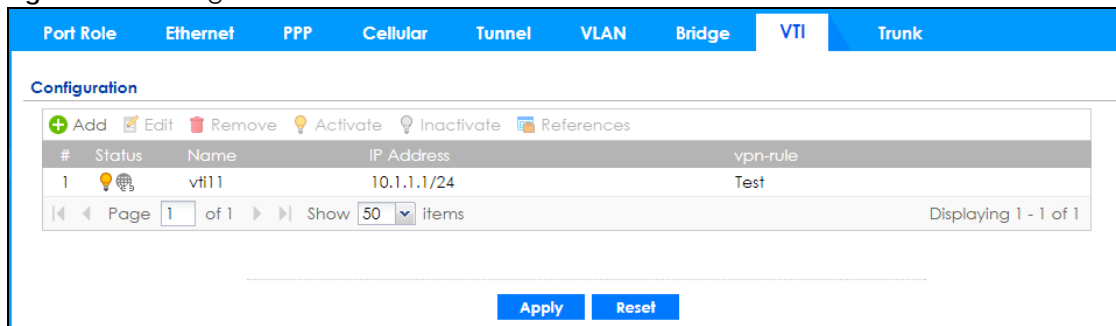 Port Role Ethernet PPP Cellular Tunnel VLAN Bridge VTI Trunk
Configuration
Add Edit Remove Activate Inactivate References
# Status Name IP Address vpn-rule
1 vti11 10.1.1.1/24 Test
Page 1 of 1 Show 50 items Displaying 1 - 1 of 1
Apply Reset